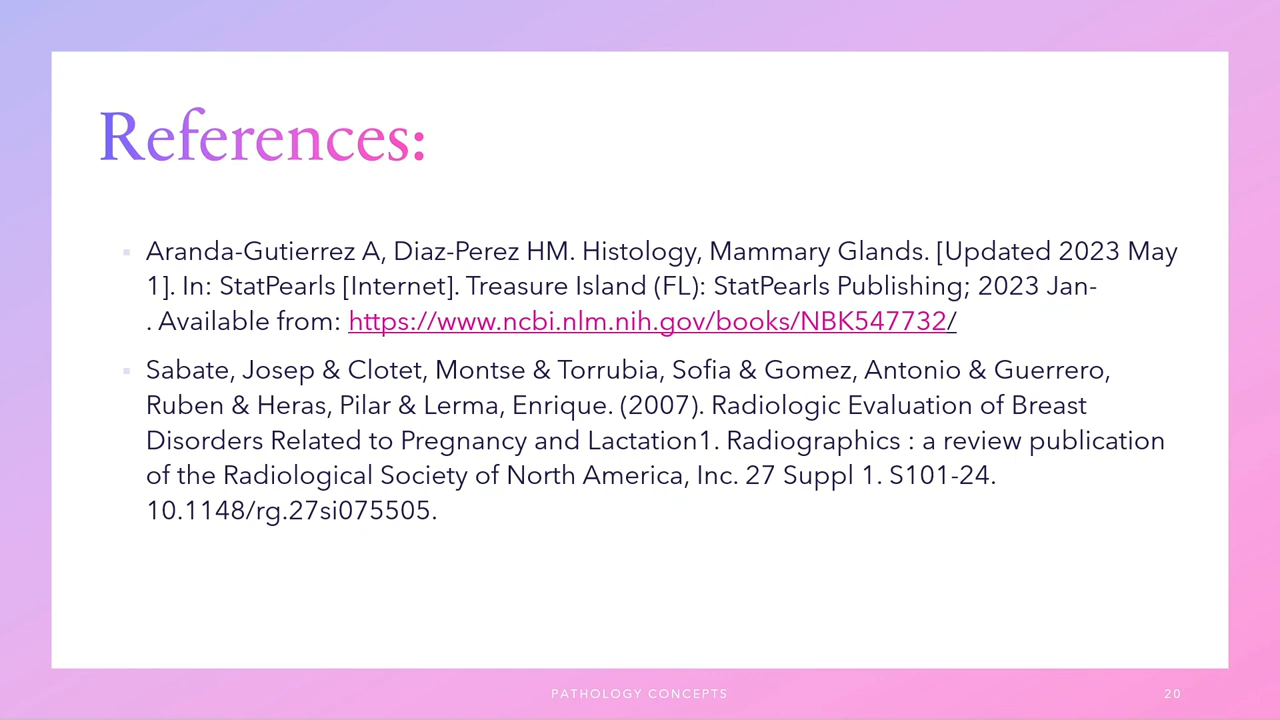 References:
Aranda-Gutierrez A, Diaz-Perez HM. Histology, Mammary Glands. [Updated 2023 May
1]. In: StatPearls [Internet]. Treasure Island (FL): StatPearls Publishing; 2023 Jan-
. Available from: https://www.ncbi.nlm.nih.gov/books/NBK547732/
Sabate, Josep & Clotet, Montse & Torrubia, Sofia & Gomez, Antonio & Guerrero,
Ruben & Heras, Pilar & Lerma, Enrique. (2007). Radiologic Evaluation of Breast
Disorders Related to Pregnancy and Lactation1. Radiographics : a review publication
of the Radiological Society of North America, Inc. 27 Suppl 1. S101-24.
10.1148/rg.27si075505.
PATHOLOGY CONCEPTS
20